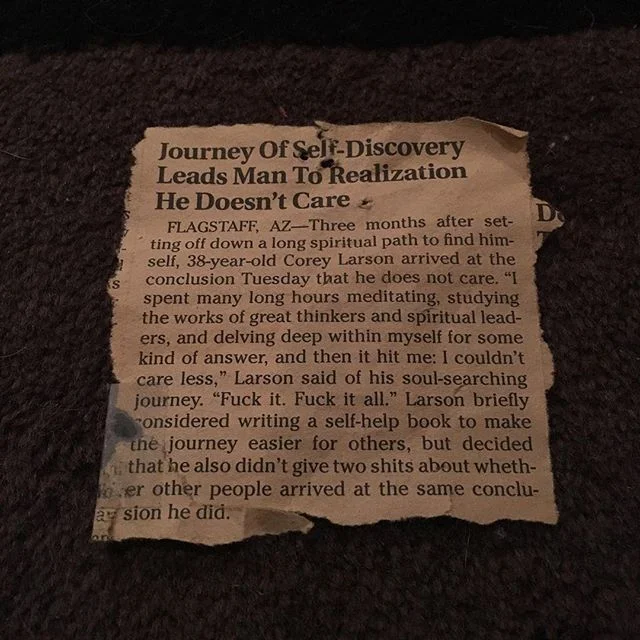 Journey Of Self-Discovery
Leads Man To Realization
He Doesn't Care
FLAGSTAFF, AZ—Three months after set-
ting off down a long spiritual path to find him-
self, 38-year-old Corey Larson arrived at the
conclusion Tuesday that he does not care. “I
spent many long hours meditating, studying
the works of great thinkers and spiritual lead-
ers, and delving deep within myself for some
kind of answer, and then it hit me: I couldn't
care less,” Larson said of his soul-searching
journey. “Fuck it. Fuck it all.” Larson briefly
considered writing a self-help book to make
the journey easier for others, but decided
that he also didn't give two shits about wheth-
er other people arrived at the same conclu-
sion he did.